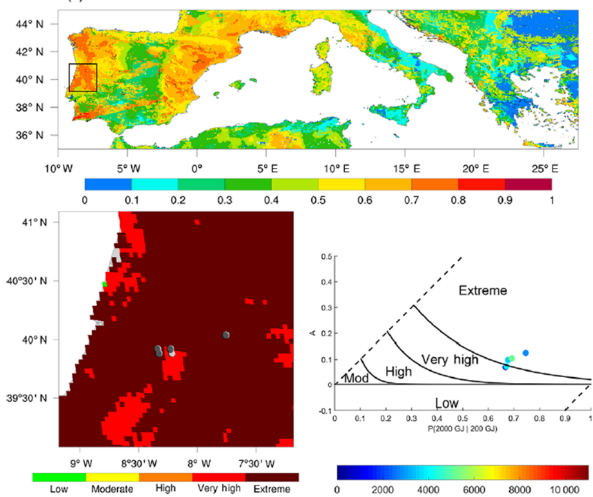 44° N
42° N
40° N
38° N
36° N
10° W 5° W 0° 5° E 10° E 15° E 20° E 25° E
0 0.1 0.2 0.3 0.4 0.5 0.6 0.7 0.8 0.9 1
41° N
40°30' N
40° N
39°30' N
9° W 8°30' W 8° W 7°30' W
Low Moderate High Very high Extreme
0.5
0.4
0.3
0.2
0.1
0
-0.1
A
Extreme
Very high
High
Mod
Low
0 0.1 0.2 0.3 0.4 0.5 0.6 0.7 0.8 0.9 1
P(2000 GJ | 200 GJ)
0 2000 4000 6000 8000 10000